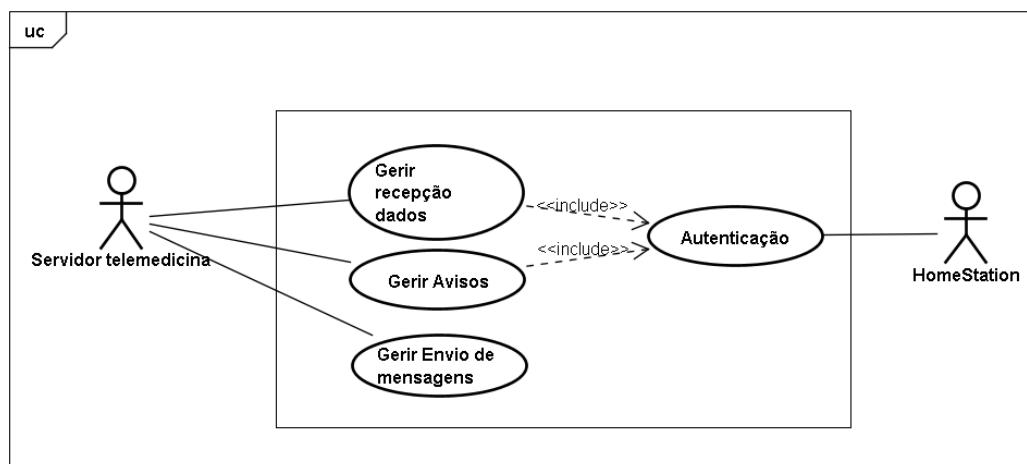 uc
Gerir
recepção
dados
<<include>>
Servidor telemedicina
Autenticação
<<include>>
HomeStation
Gerir Avisos
Gerir Envio de
mensagens